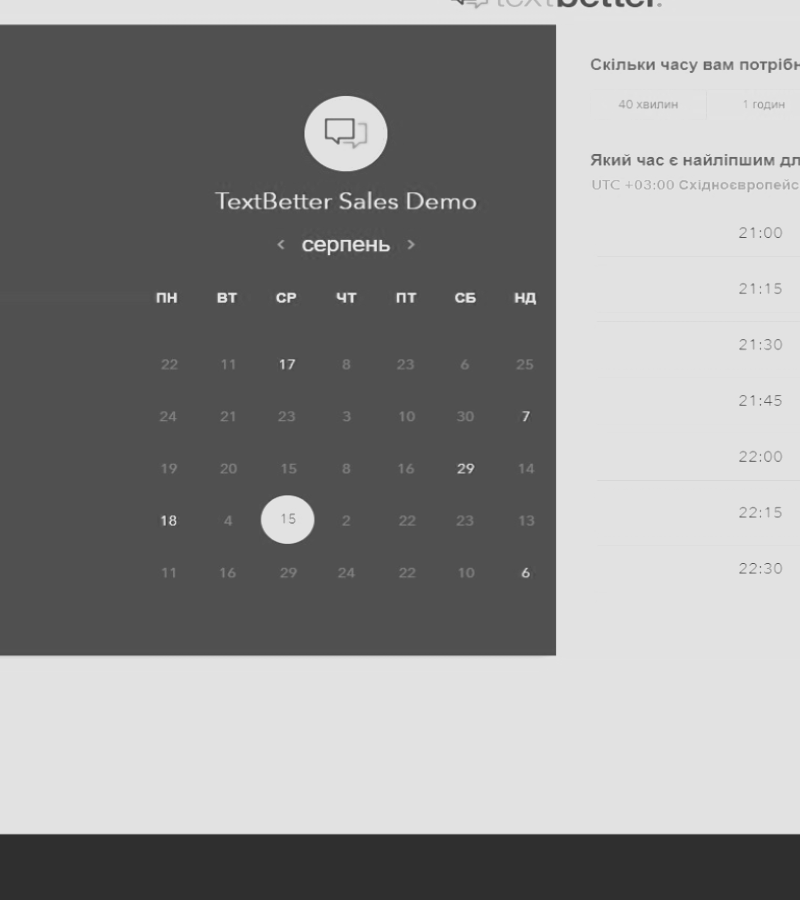 textbetter.
TextBetter Sales Demo
< серпень >
ПН ВТ СР ЧТ ПТ СБ НД
22 11 17 8 23 6 25
24 21 23 3 10 30 7
19 20 15 8 16 29 14
18 4 15 2 22 23 13
11 16 29 24 22 10 6
Скільки часу вам потрібн
40 хвилин 1 годин
Який час є найліпшим дл
UTC +03:00 Східноєвропейс
21:00
21:15
21:30
21:45
22:00
22:15
22:30